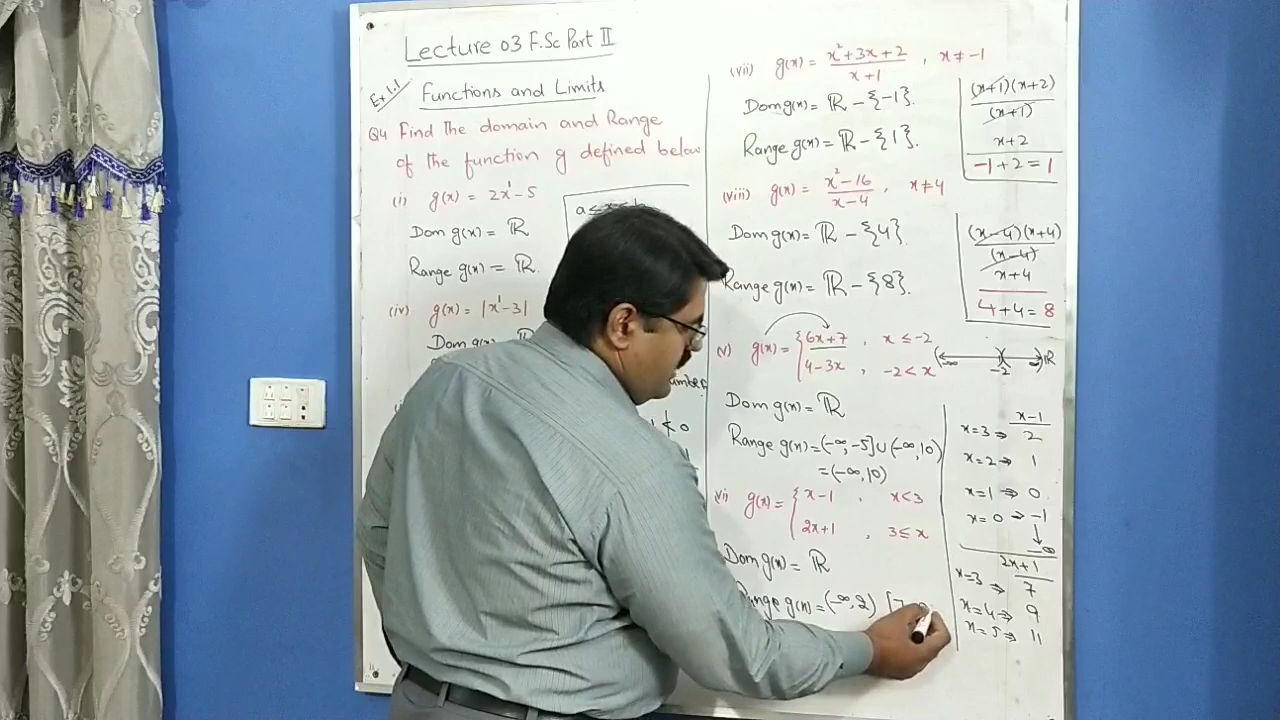 Lecture 03 F.Sc Part II
Ex 1.1
Functions and Limits
Q4 Find the domain and Range
of the function g defined below
(i) g(x) = 2x¹-5
Dom g(x) = ℝ
Range g(x) = ℝ.
(iv) g(x) = |x¹-3|
Dom g(x) =
(vii) g(x) = (x²+3x+2)/(x+1) , x ≠ -1
Dom g(x) = ℝ - {-1}.
Range g(x) = ℝ - {1}.
(x+1)(x+2)
(x+1)
x+2
-1+2 = 1
(viii) g(x) = (x²-16)/(x-4) , x ≠ 4
Dom g(x) = ℝ - {4}.
Range g(x) = ℝ - {8}.
(x-4)(x+4)
(x-4)
x+4
4+4 = 8
(v) g(x) = { 6x+7 , x ≤ -2
4-3x , -2 < x
-∞ -2 ∞ ℝ
Dom g(x) = ℝ
Range g(x) = (-∞, -5] ∪ (-∞, 10)
= (-∞, 10)
(vi) g(x) = { x-1 , x < 3
2x+1 , 3 ≤ x
Dom g(x) = ℝ
Range g(x) = (-∞, 2) [7,
x-1
x=3 ⇒ 2
x=2 ⇒ 1
x=1 ⇒ 0
x=0 ⇒ -1
↓
-∞
2x+1
x=3 ⇒ 7
x=4 ⇒ 9
x=5 ⇒ 11